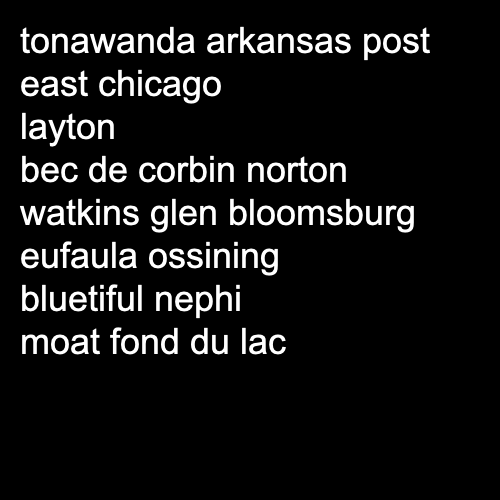 tonawanda arkansas post
east chicago
layton
bec de corbin norton
watkins glen bloomsburg
eufaula ossining
bluetiful nephi
moat fond du lac